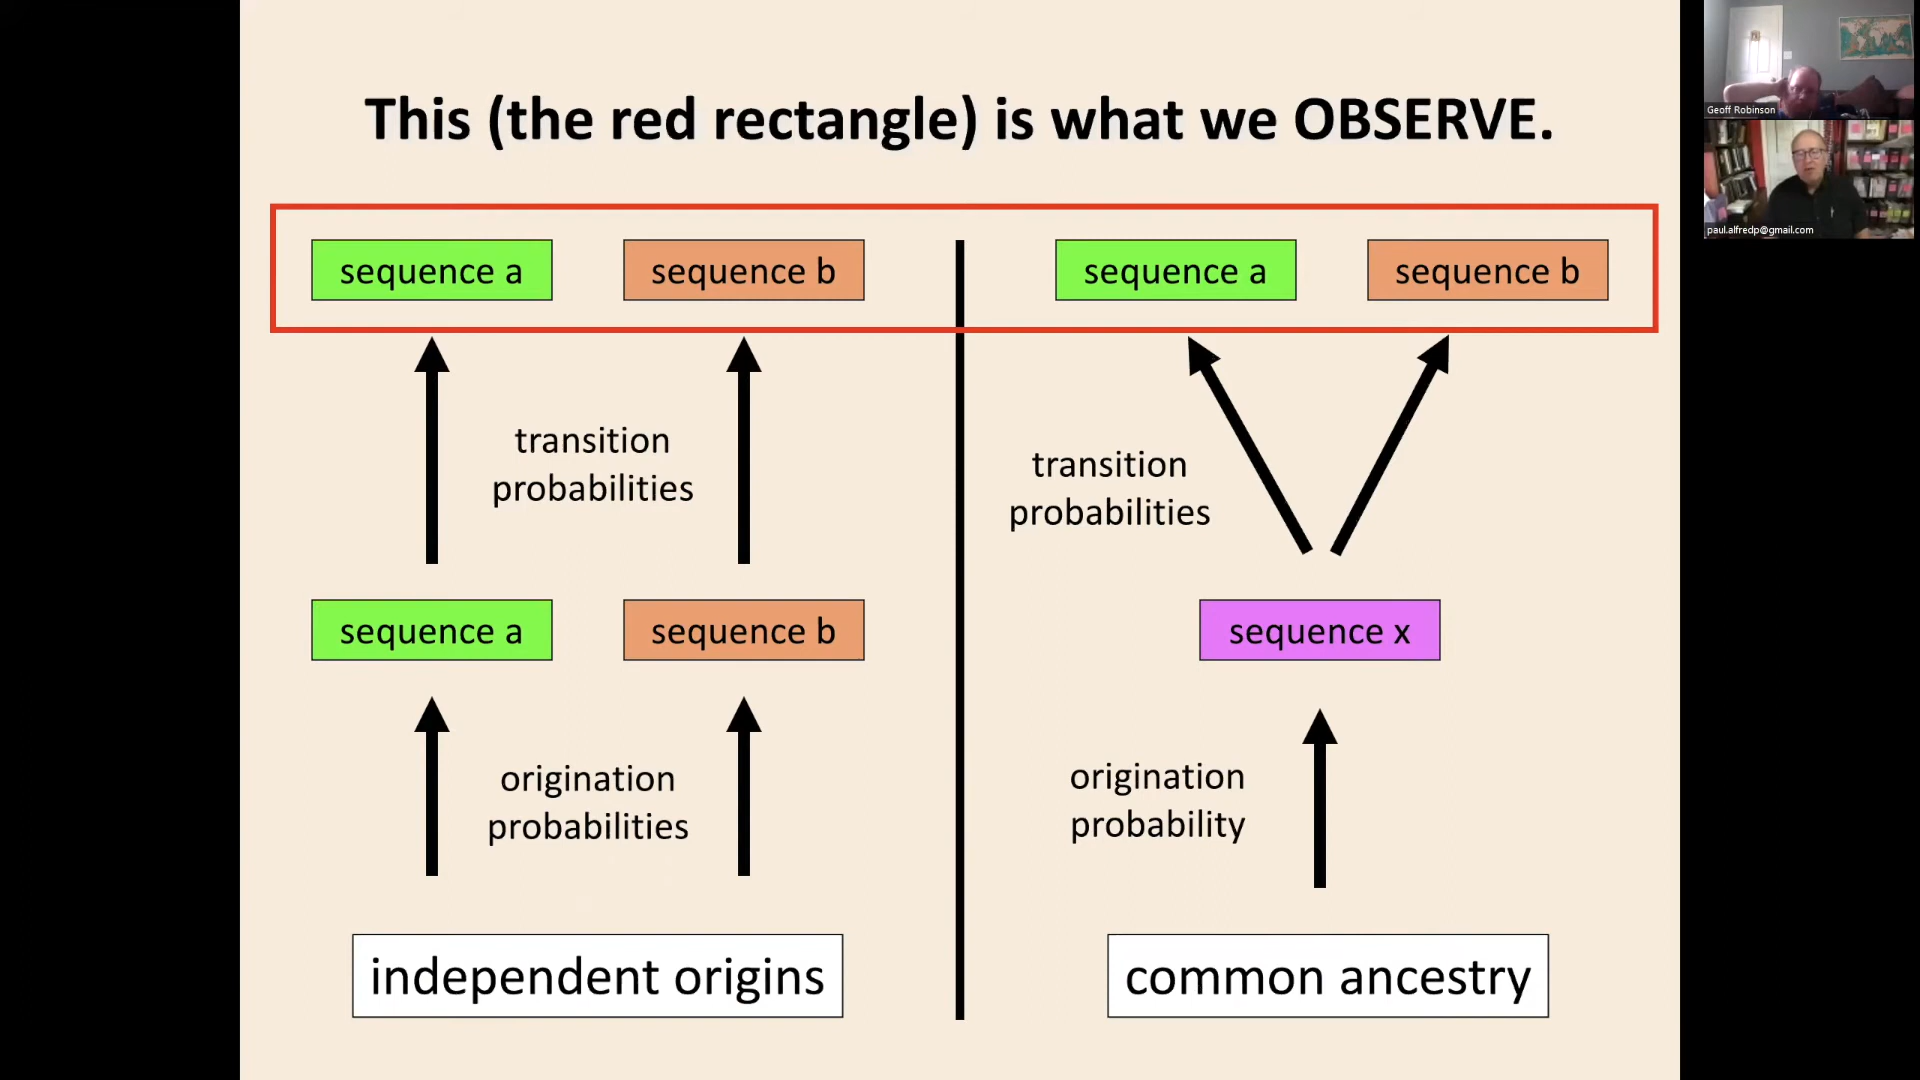 This (the red rectangle) is what we OBSERVE.
sequence a
sequence b
sequence a
sequence b
transition
probabilities
transition
probabilities
sequence a
sequence b
sequence x
origination
probabilities
origination
probability
independent origins
common ancestry
Geoff Robinson
paul.alfredp@gmail.com